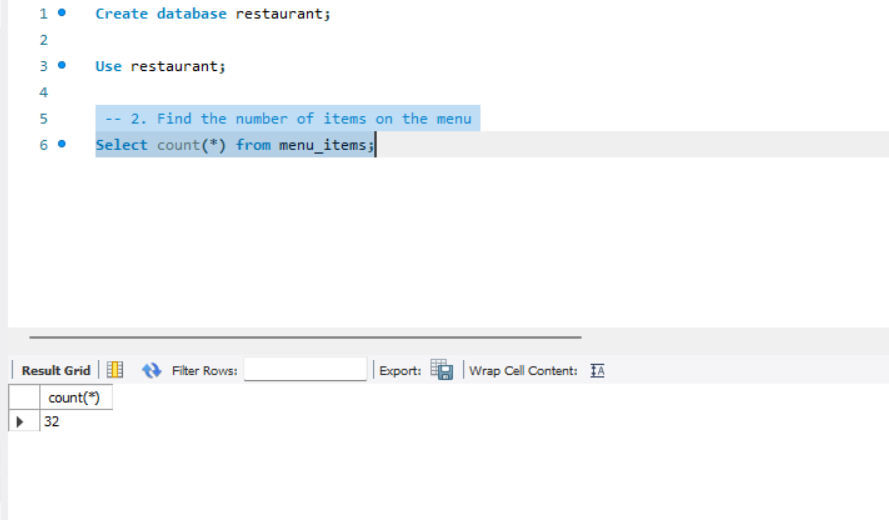 1 Create database restaurant;
2
3 Use restaurant;
4
5 -- 2. Find the number of items on the menu
6 Select count(*) from menu_items;
Result Grid Filter Rows: Export: Wrap Cell Content: IA
count(*)
32